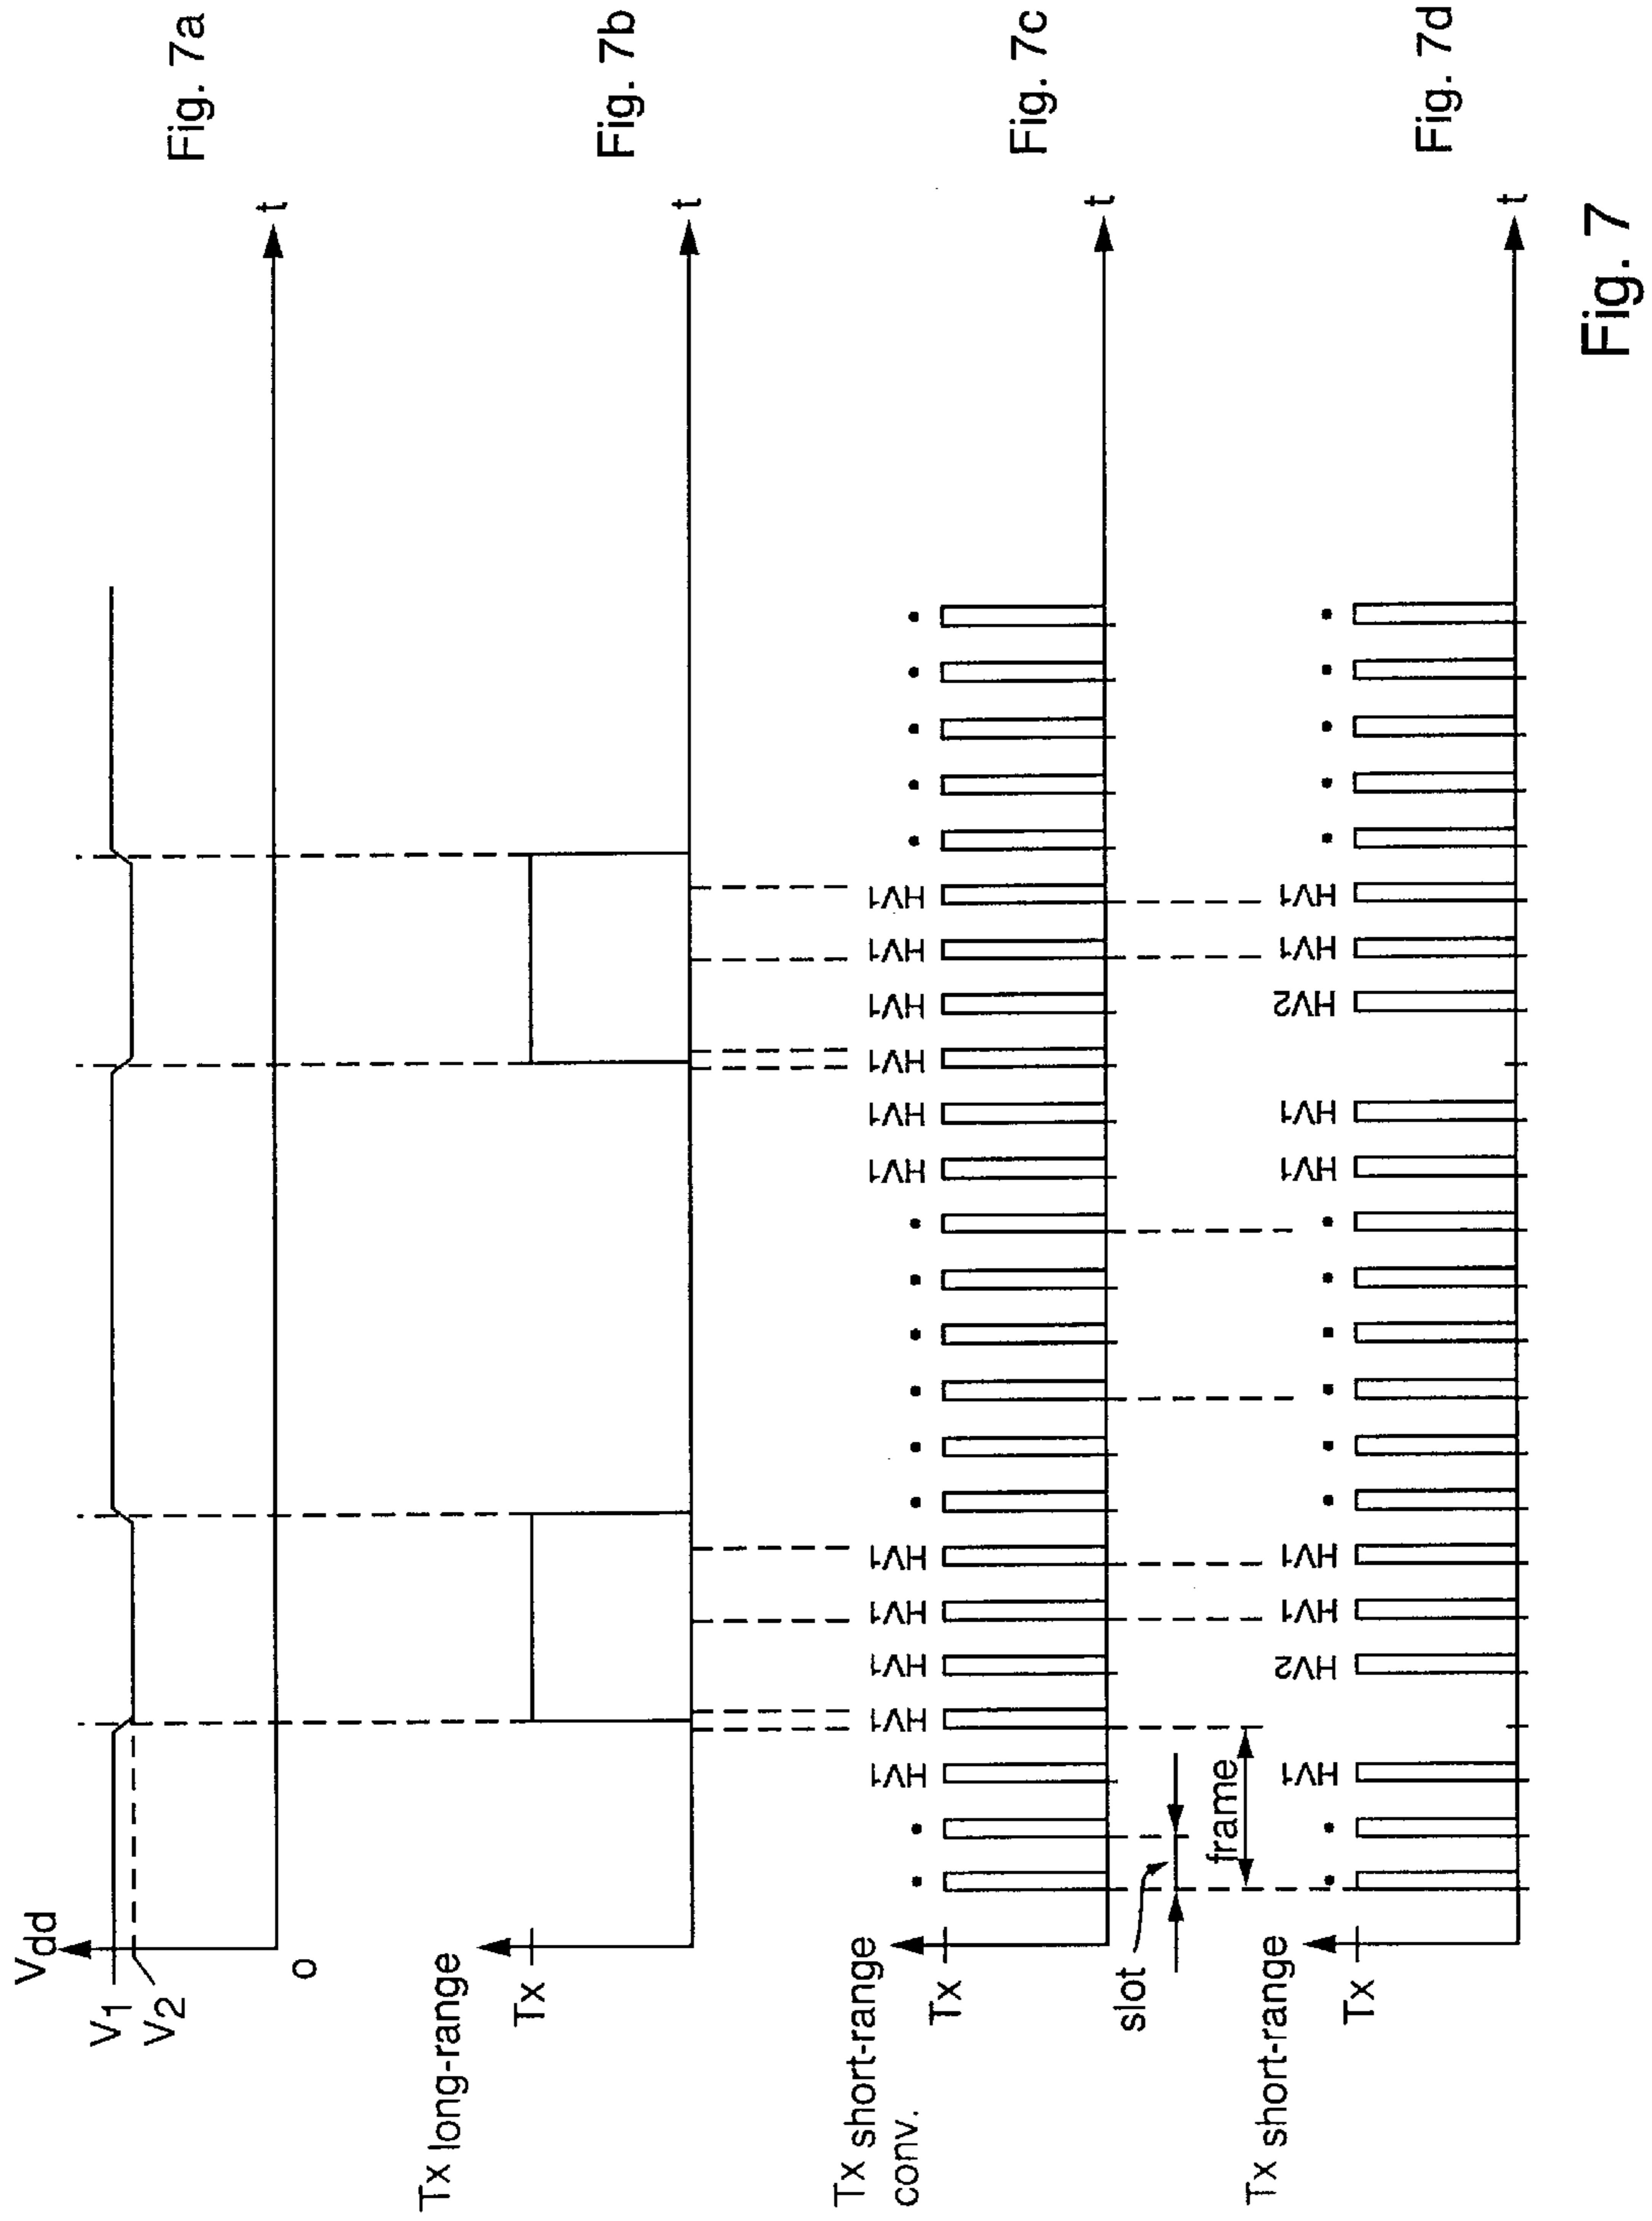 Vdd
V1
V2
o
t
Fig. 7a
Tx long-range
Tx
t
Fig. 7b
Tx short-range
conv.
Tx
• • HV1 HV1 HV1 HV1 HV1 • • • • • • HV1 HV1 HV1 HV1 HV1 HV1 • • • • •
t
Fig. 7c
slot
frame
Tx short-range
Tx
• • HV1 HV2 HV1 HV1 • • • • • • HV1 HV1 HV2 HV1 HV1 • • • • •
t
Fig. 7d
Fig. 7